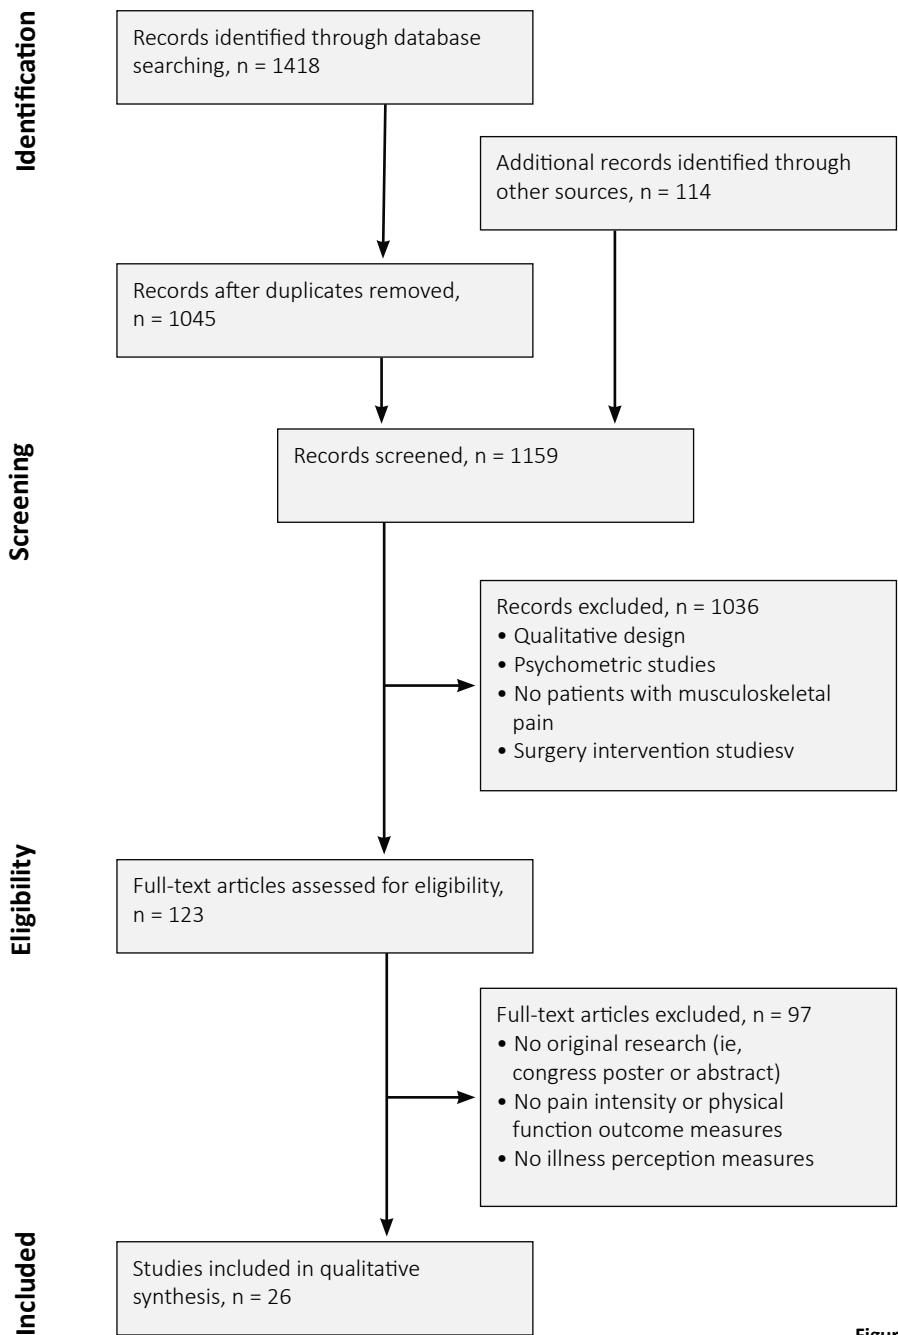 Identification
Records identified through database
searching, n = 1418
Additional records identified through
other sources, n = 114
Records after duplicates removed,
n = 1045
Screening
Records screened, n = 1159
Records excluded, n = 1036
• Qualitative design
• Psychometric studies
• No patients with musculoskeletal
pain
• Surgery intervention studiesv
Eligibility
Full-text articles assessed for eligibility,
n = 123
Full-text articles excluded, n = 97
• No original research (ie,
congress poster or abstract)
• No pain intensity or physical
function outcome measures
• No illness perception measures
Included
Studies included in qualitative
synthesis, n = 26